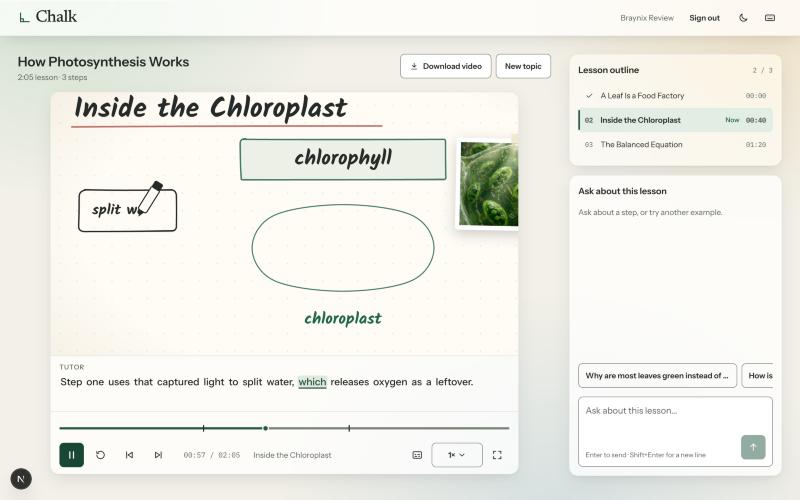 Chalk
Braynix Review
Sign out
How Photosynthesis Works
2:05 lesson · 3 steps
Download video
New topic
Inside the Chloroplast
chlorophyll
split w
chloroplast
TUTOR
Step one uses that captured light to split water, which releases oxygen as a leftover.
00:57 / 02:05
Inside the Chloroplast
1×
N
Lesson outline
2 / 3
A Leaf Is a Food Factory 00:00
02 Inside the Chloroplast Now 00:40
03 The Balanced Equation 01:20
Ask about this lesson
Ask about a step, or try another example.
Why are most leaves green instead of ...
How is
Ask about this lesson...
Enter to send · Shift+Enter for a new line